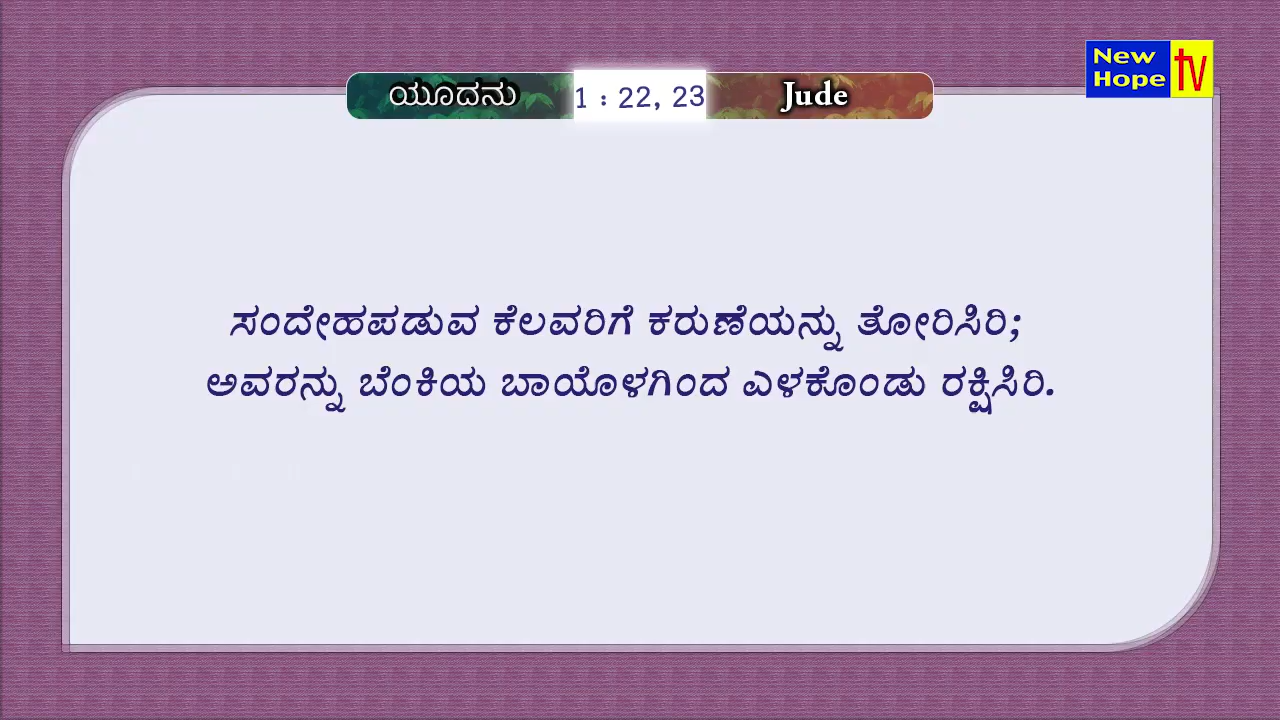 New Hope tv
ಯೂದನು 1 : 22, 23 Jude
ಸಂದೇಹಪಡುವ ಕೆಲವರಿಗೆ ಕರುಣೆಯನ್ನು ತೋರಿಸಿರಿ;
ಅವರನ್ನು ಬೆಂಕಿಯ ಬಾಯೊಳಗಿಂದ ಎಳಕೊಂಡು ರಕ್ಷಿಸಿರಿ.